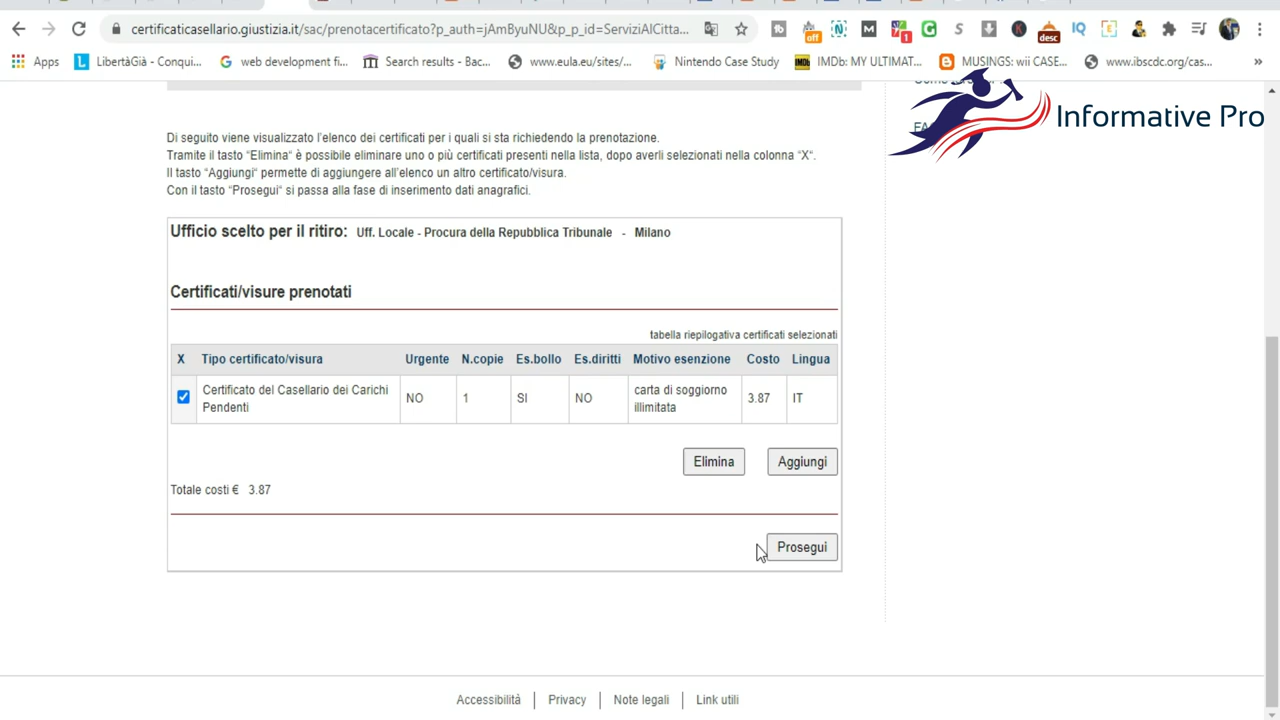 certificaticasellario.giustizia.it/sac/prenotacertificato?p_auth=jAmByuNU&p_p_id=ServiziAlCitta...
off
1
desc
Apps
LibertàGià - Conqui...
web development fi...
Search results - Bac...
www.eula.eu/sites/...
Nintendo Case Study
IMDb: MY ULTIMAT...
MUSINGS: wii CASE...
www.ibscdc.org/cas...
»
Informative Pro
Di seguito viene visualizzato l'elenco dei certificati per i quali si sta richiedendo la prenotazione.
Tramite il tasto "Elimina" è possibile eliminare uno o più certificati presenti nella lista, dopo averli selezionati nella colonna "X".
Il tasto "Aggiungi" permette di aggiungere all'elenco un altro certificato/visura.
Con il tasto "Prosegui" si passa alla fase di inserimento dati anagrafici.
Ufficio scelto per il ritiro: Uff. Locale - Procura della Repubblica Tribunale - Milano
Certificati/visure prenotati
tabella riepilogativa certificati selezionati
X Tipo certificato/visura Urgente N.copie Es.bollo Es.diritti Motivo esenzione Costo Lingua
Certificato del Casellario dei Carichi
Pendenti
NO 1 SI NO
carta di soggiorno
illimitata
3.87 IT
Elimina Aggiungi
Totale costi € 3.87
Prosegui
Accessibilità | Privacy | Note legali | Link utili